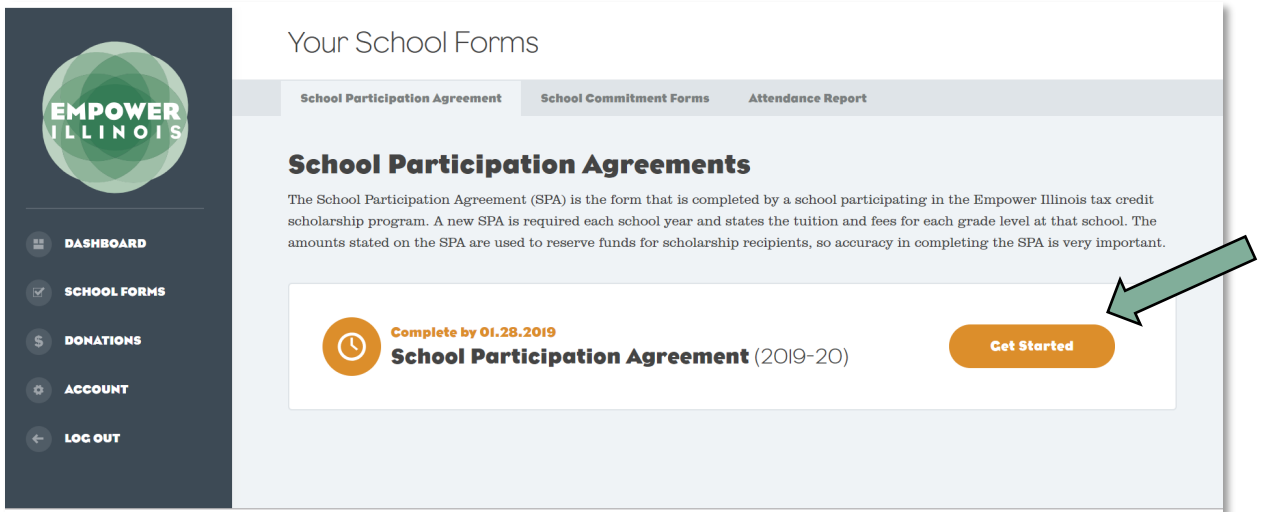 EMPOWER
ILLINOIS
DASHBOARD
SCHOOL FORMS
$
DONATIONS
ACCOUNT
LOG OUT
Your School Forms
School Participation Agreement School Commitment Forms Attendance Report
School Participation Agreements
The School Participation Agreement (SPA) is the form that is completed by a school participating in the Empower Illinois tax credit
scholarship program. A new SPA is required each school year and states the tuition and fees for each grade level at that school. The
amounts stated on the SPA are used to reserve funds for scholarship recipients, so accuracy in completing the SPA is very important.
Complete by 01.28.2019
School Participation Agreement (2019-20)
Get Started